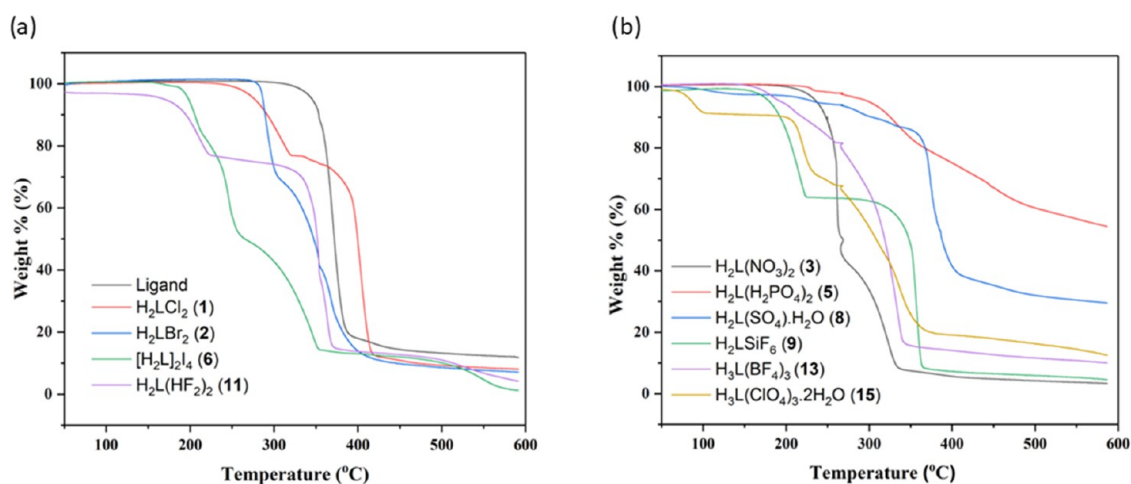 (a)
100
80
60
40
20
0
Weight % (%)
Ligand
H₂LCl₂ (1)
H₂LBr₂ (2)
[H₂L]₂I₄ (6)
H₂L(HF₂)₂ (11)
100 200 300 400 500 600
Temperature (°C)
(b)
100
80
60
40
20
0
Weight % (%)
H₂L(NO₃)₂ (3)
H₂L(H₂PO₄)₂ (5)
H₂L(SO₄).H₂O (8)
H₂LSiF₆ (9)
H₃L(BF₄)₃ (13)
H₃L(ClO₄)₃.2H₂O (15)
100 200 300 400 500 600
Temperature (°C)